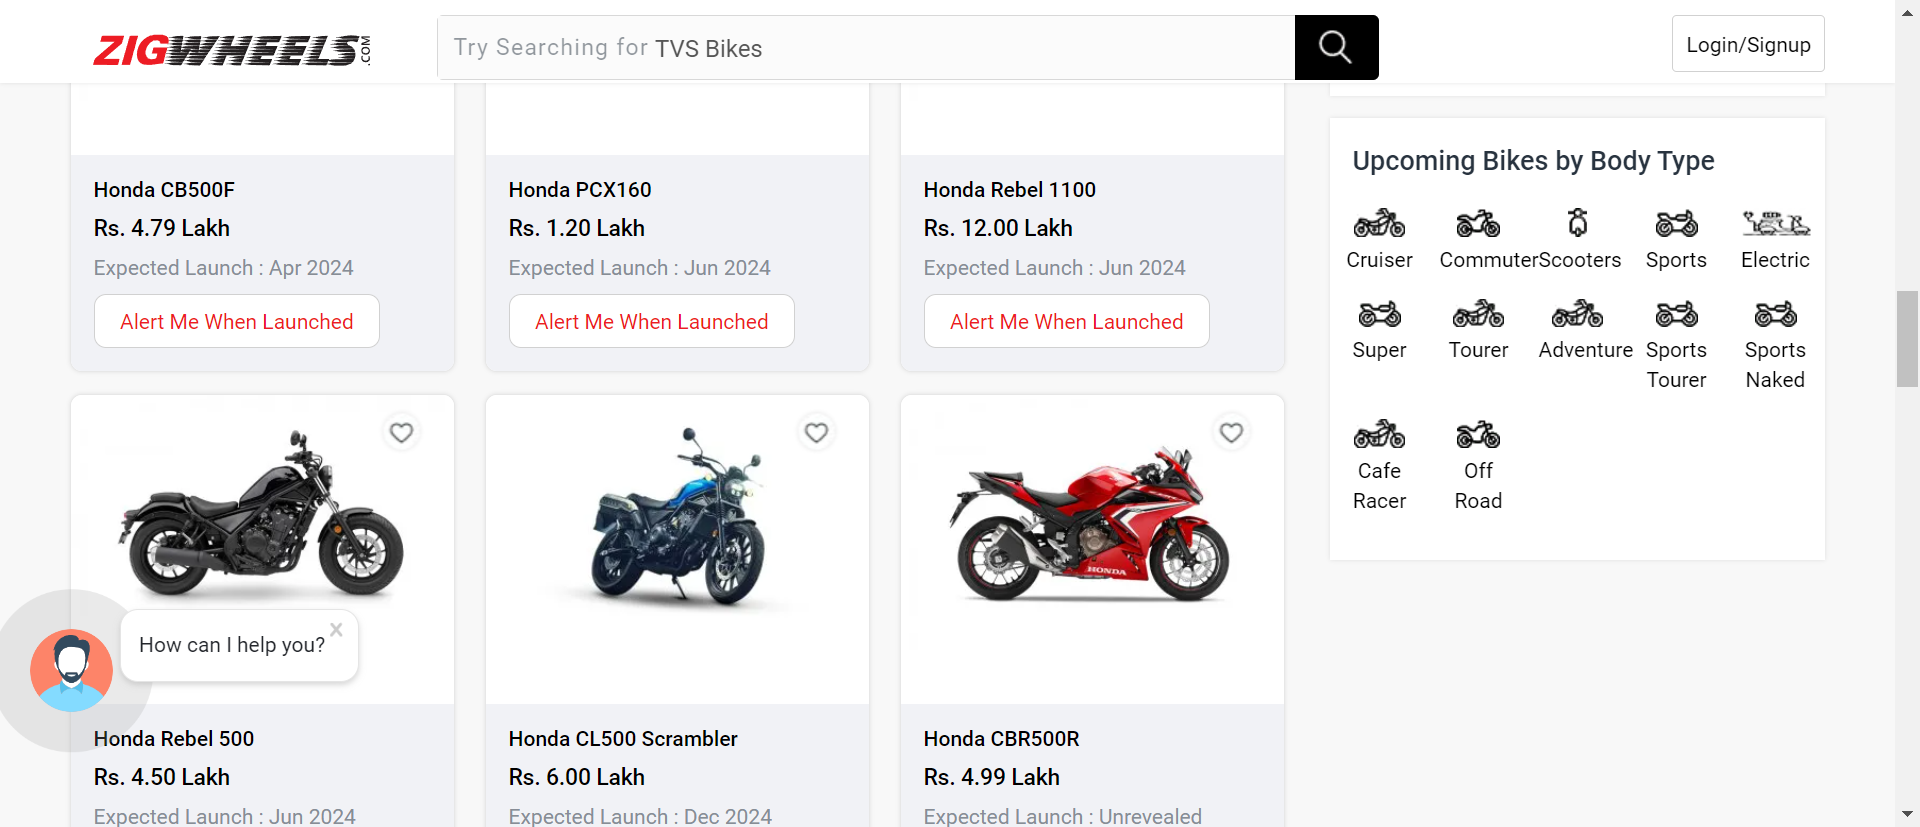 ZIGWHEELS.COM
Try Searching for TVS Bikes
Login/Signup
Honda CB500F
Rs. 4.79 Lakh
Expected Launch : Apr 2024
Alert Me When Launched
Honda PCX160
Rs. 1.20 Lakh
Expected Launch : Jun 2024
Alert Me When Launched
Honda Rebel 1100
Rs. 12.00 Lakh
Expected Launch : Jun 2024
Alert Me When Launched
Upcoming Bikes by Body Type
Cruiser
Commuter
Scooters
Sports
Electric
Super
Tourer
Adventure
Sports
Tourer
Sports
Naked
Cafe
Racer
Off
Road
How can I help you?
Honda Rebel 500
Rs. 4.50 Lakh
Expected Launch : Jun 2024
Honda CL500 Scrambler
Rs. 6.00 Lakh
Expected Launch : Dec 2024
HONDA
Honda CBR500R
Rs. 4.99 Lakh
Expected Launch : Unrevealed